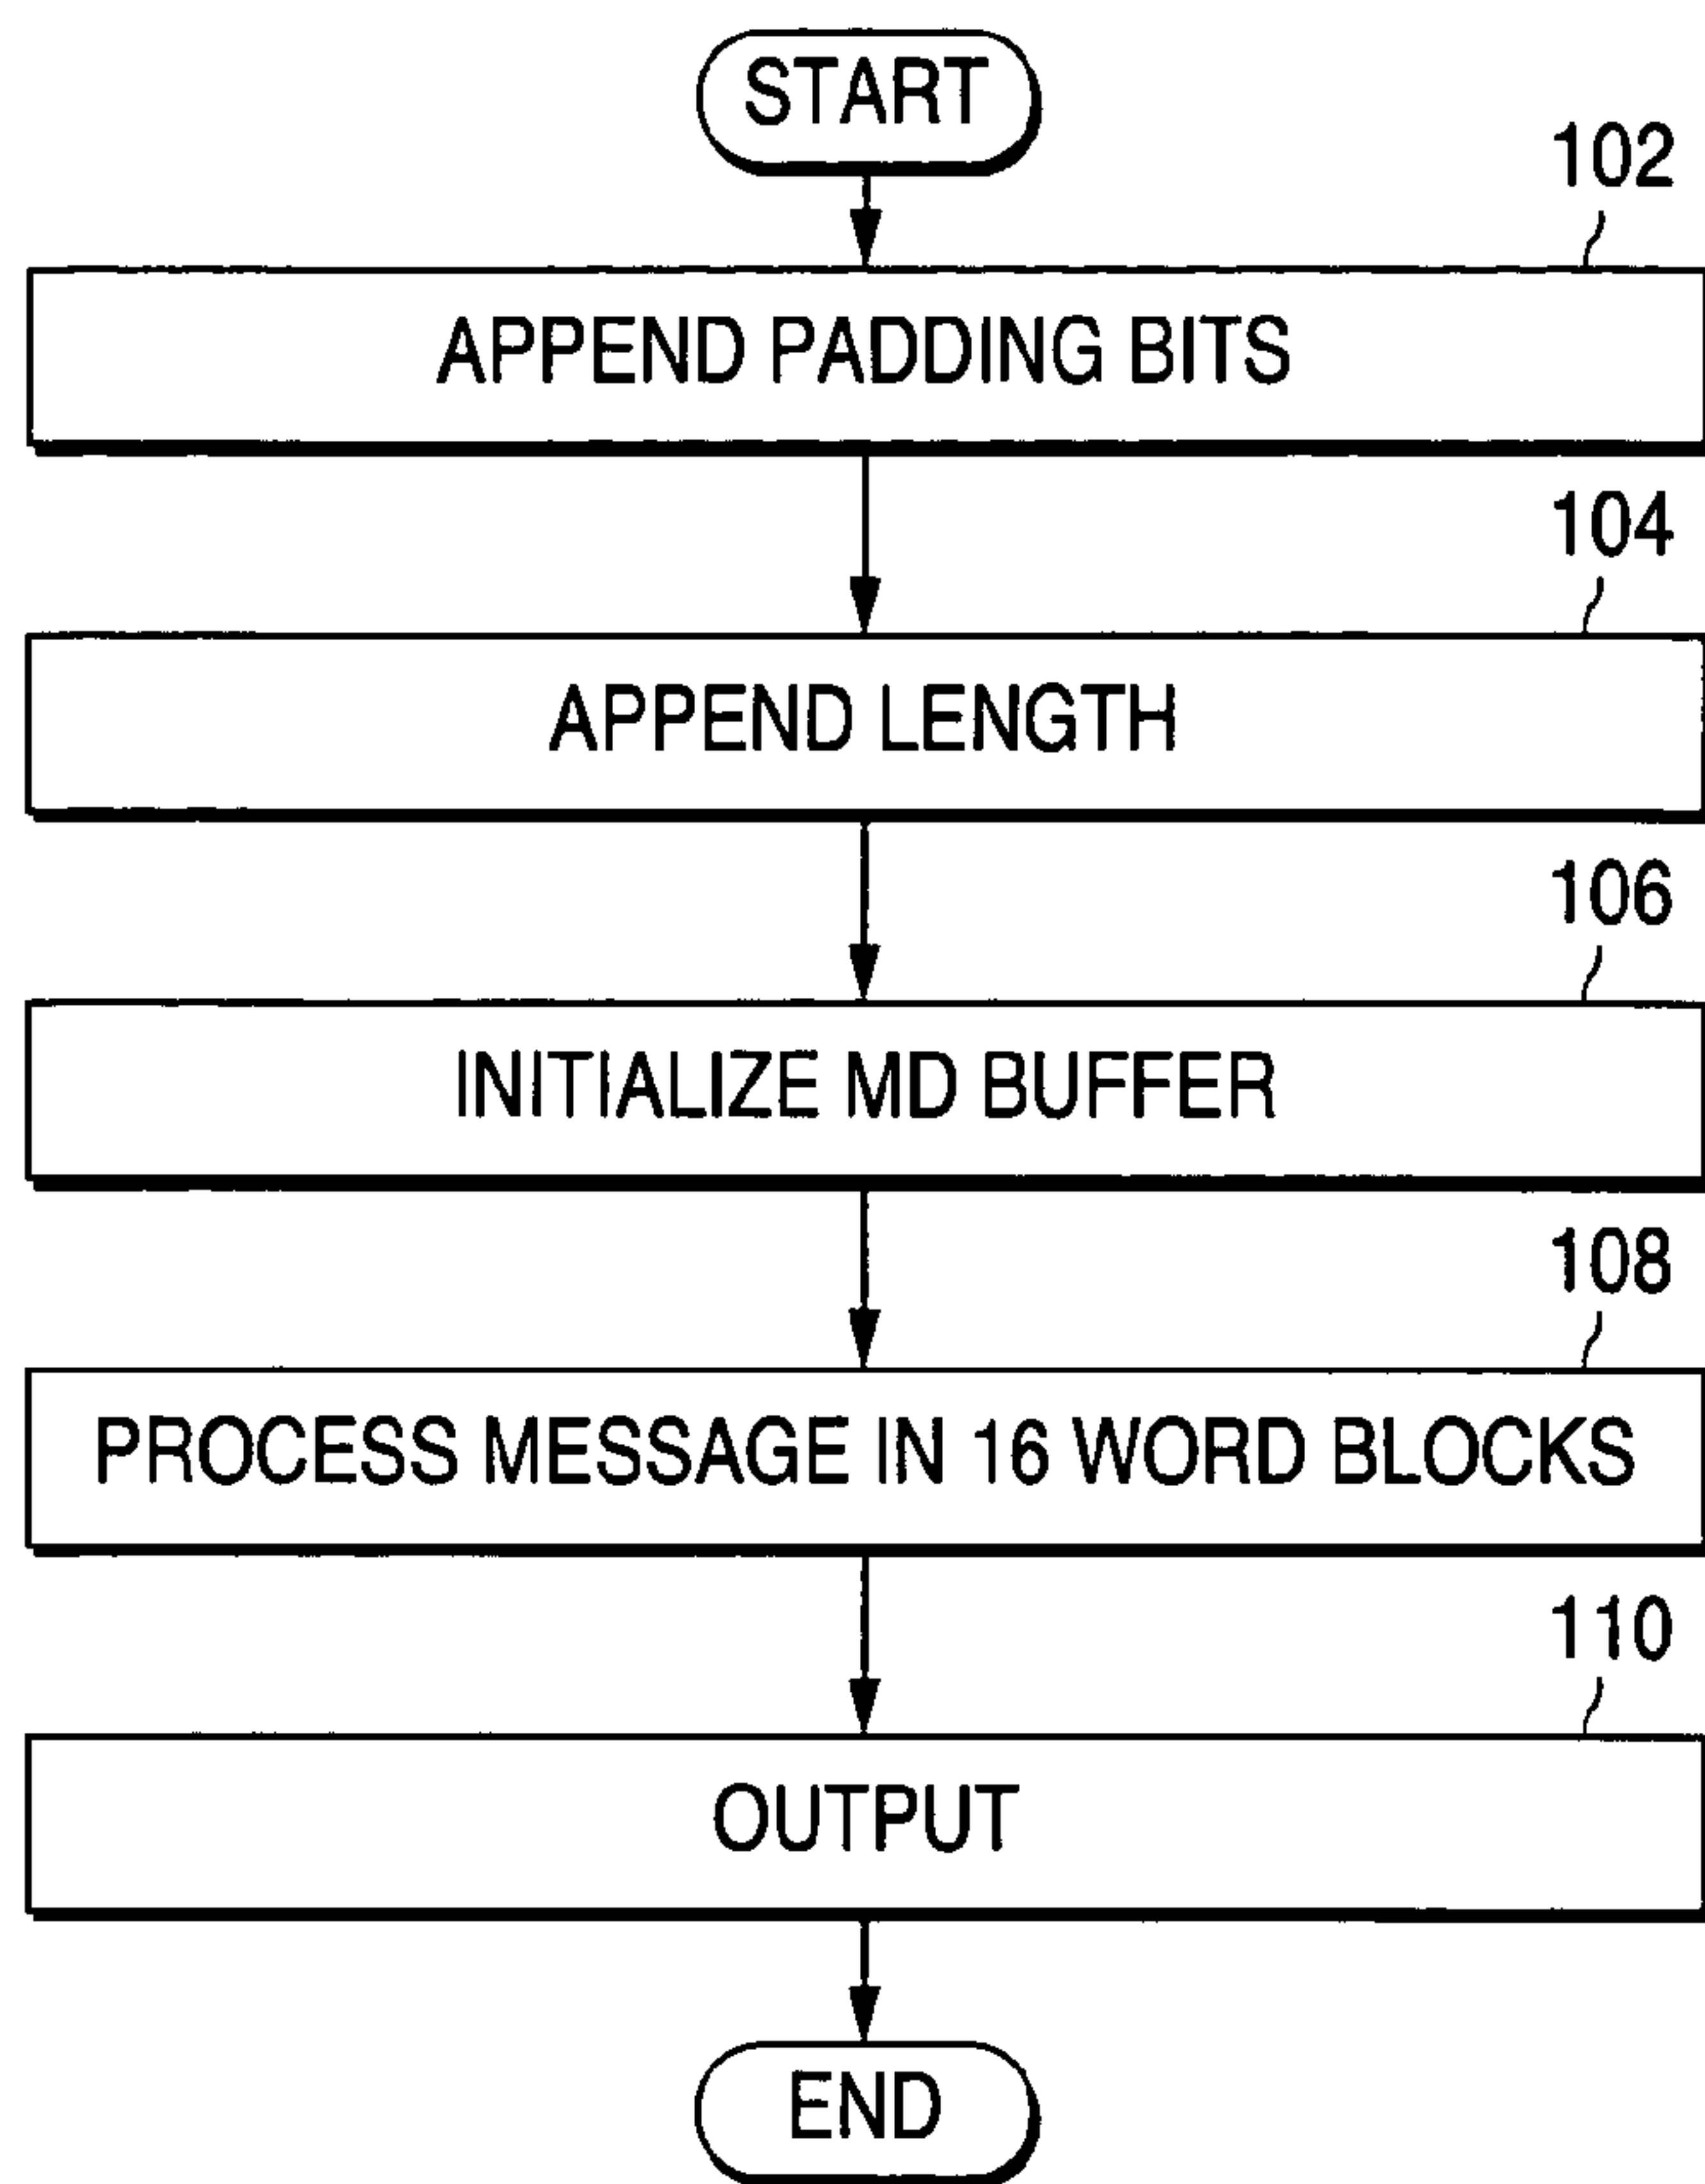 START
102
APPEND PADDING BITS
104
APPEND LENGTH
106
INITIALIZE MD BUFFER
108
PROCESS MESSAGE IN 16 WORD BLOCKS
110
OUTPUT
END